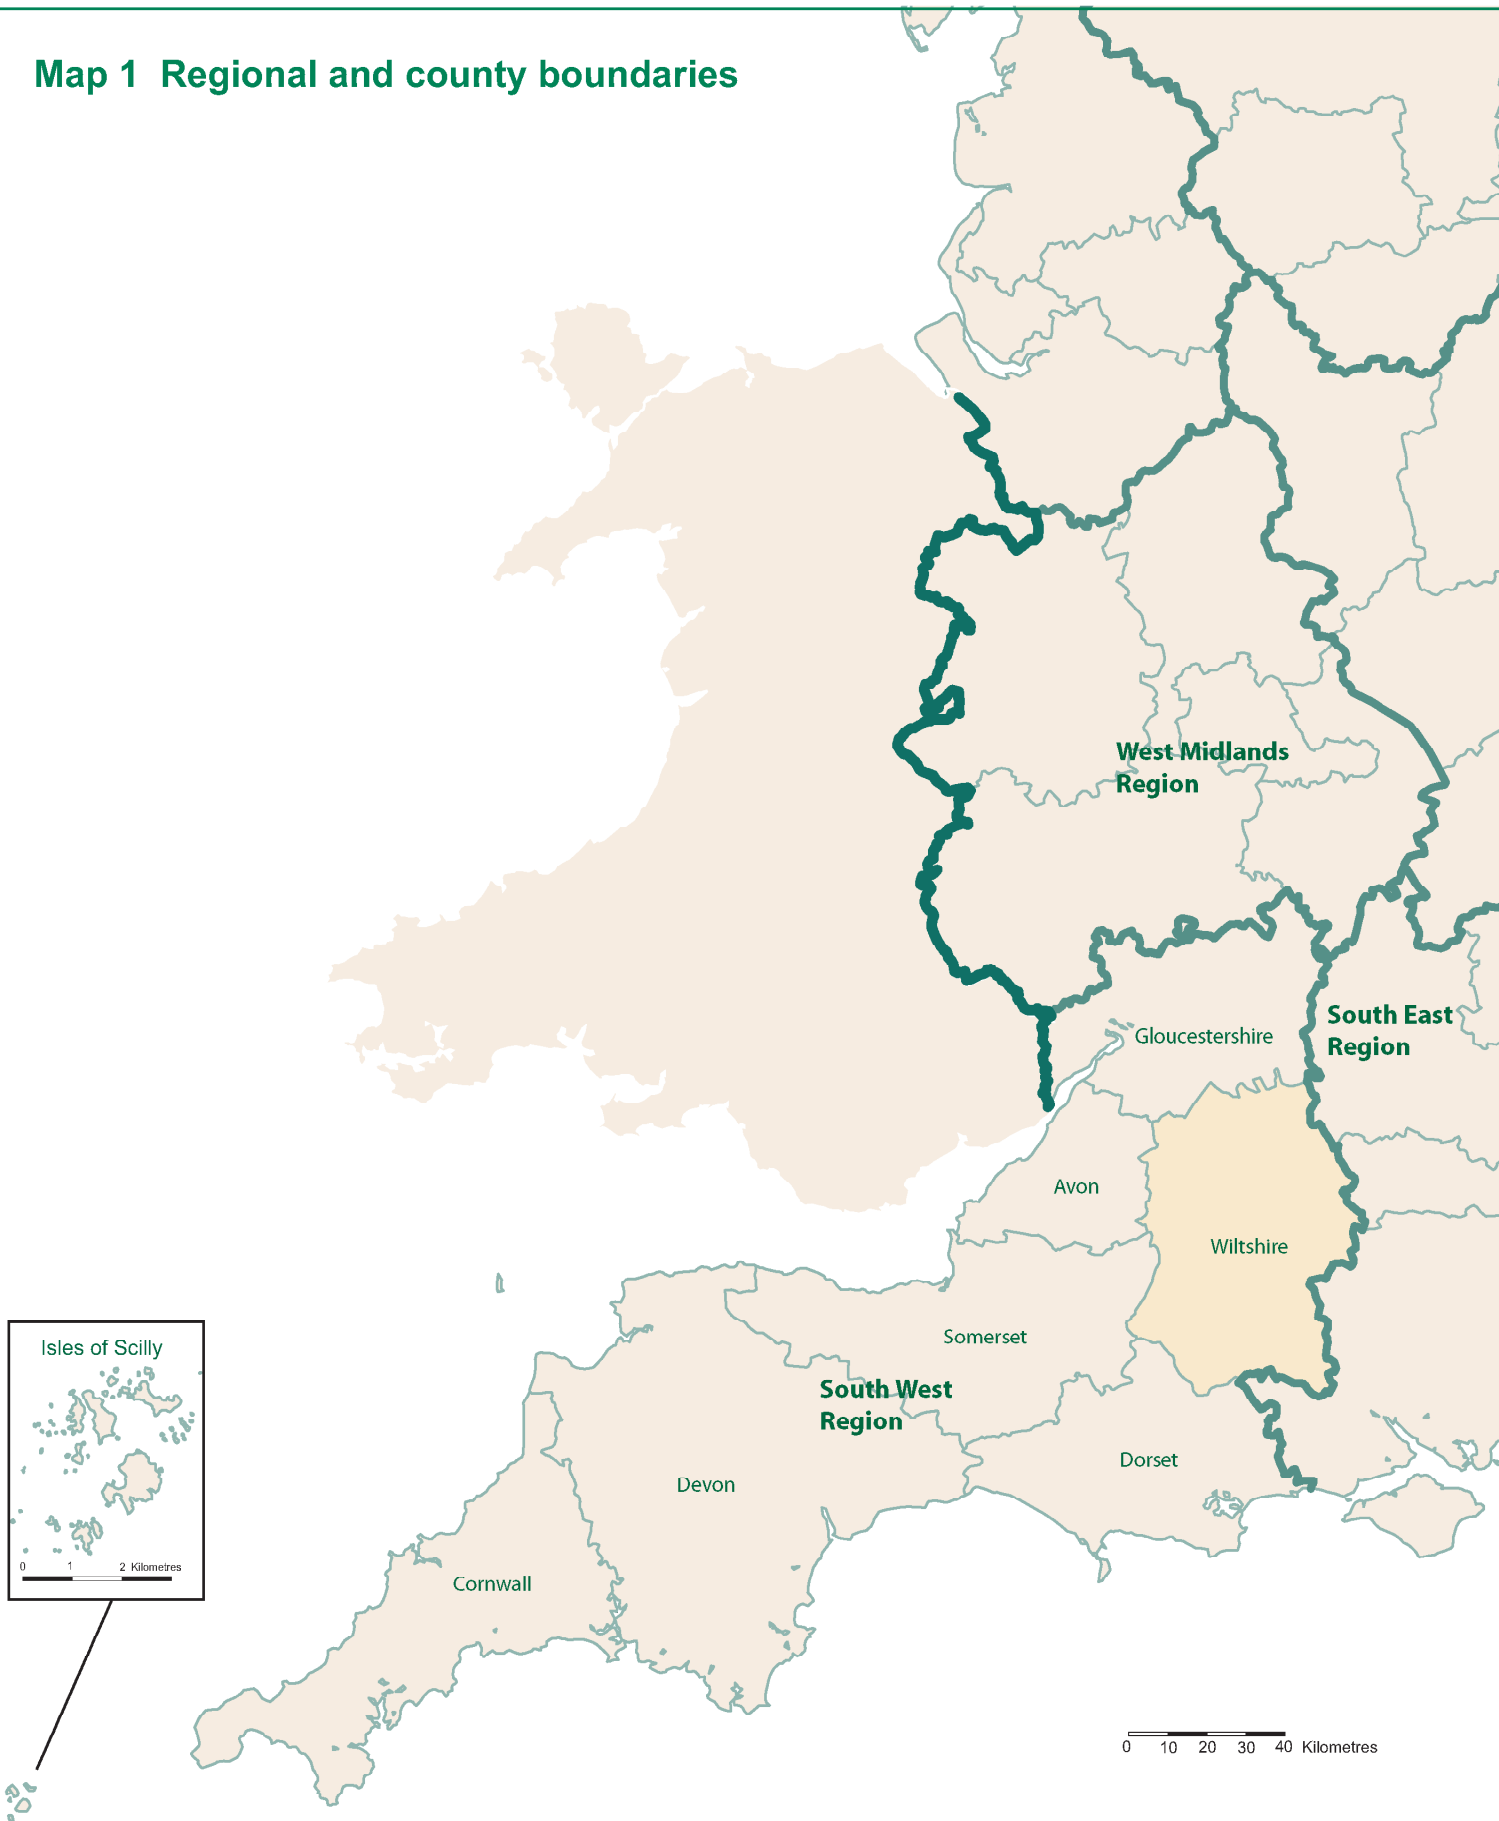 Map 1 Regional and county boundaries
West Midlands
Region
South East
Region
Gloucestershire
Avon
Wiltshire
Somerset
South West
Region
Dorset
Devon
Cornwall
Isles of Scilly
0 1 2 Kilometres
0 10 20 30 40 Kilometres